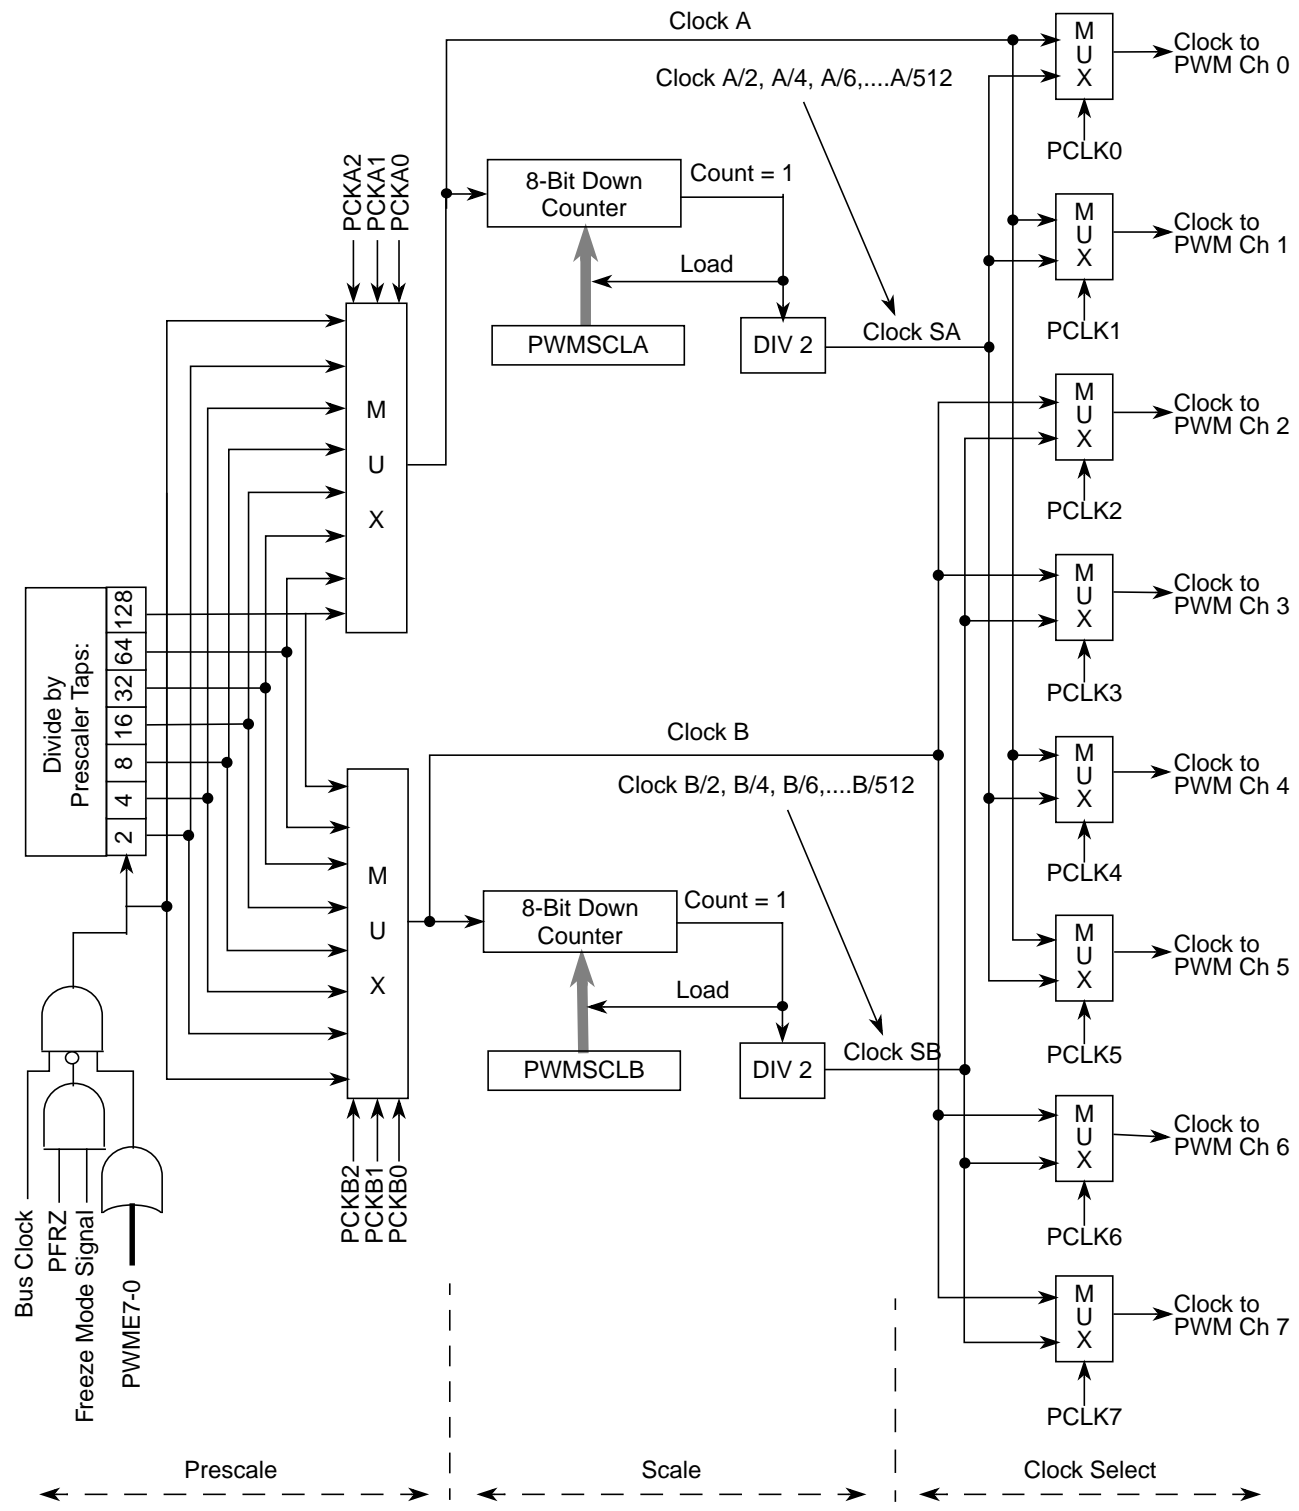 Clock A
Clock A/2, A/4, A/6,....A/512
PCKA2
PCKA1
PCKA0
8-Bit Down
Counter
Count = 1
Load
PWMSCLA
DIV 2
Clock SA
M
U
X
Divide by
Prescaler Taps:
128
64
32
16
8
4
2
M
U
X
Clock B
Clock B/2, B/4, B/6,....B/512
8-Bit Down
Counter
Count = 1
Load
PWMSCLB
DIV 2
Clock SB
PCKB2
PCKB1
PCKB0
Bus Clock
PFRZ
Freeze Mode Signal
PWME7-0
M
U
X
Clock to
PWM Ch 0
PCLK0
M
U
X
Clock to
PWM Ch 1
PCLK1
M
U
X
Clock to
PWM Ch 2
PCLK2
M
U
X
Clock to
PWM Ch 3
PCLK3
M
U
X
Clock to
PWM Ch 4
PCLK4
M
U
X
Clock to
PWM Ch 5
PCLK5
M
U
X
Clock to
PWM Ch 6
PCLK6
M
U
X
Clock to
PWM Ch 7
PCLK7
Prescale
Scale
Clock Select